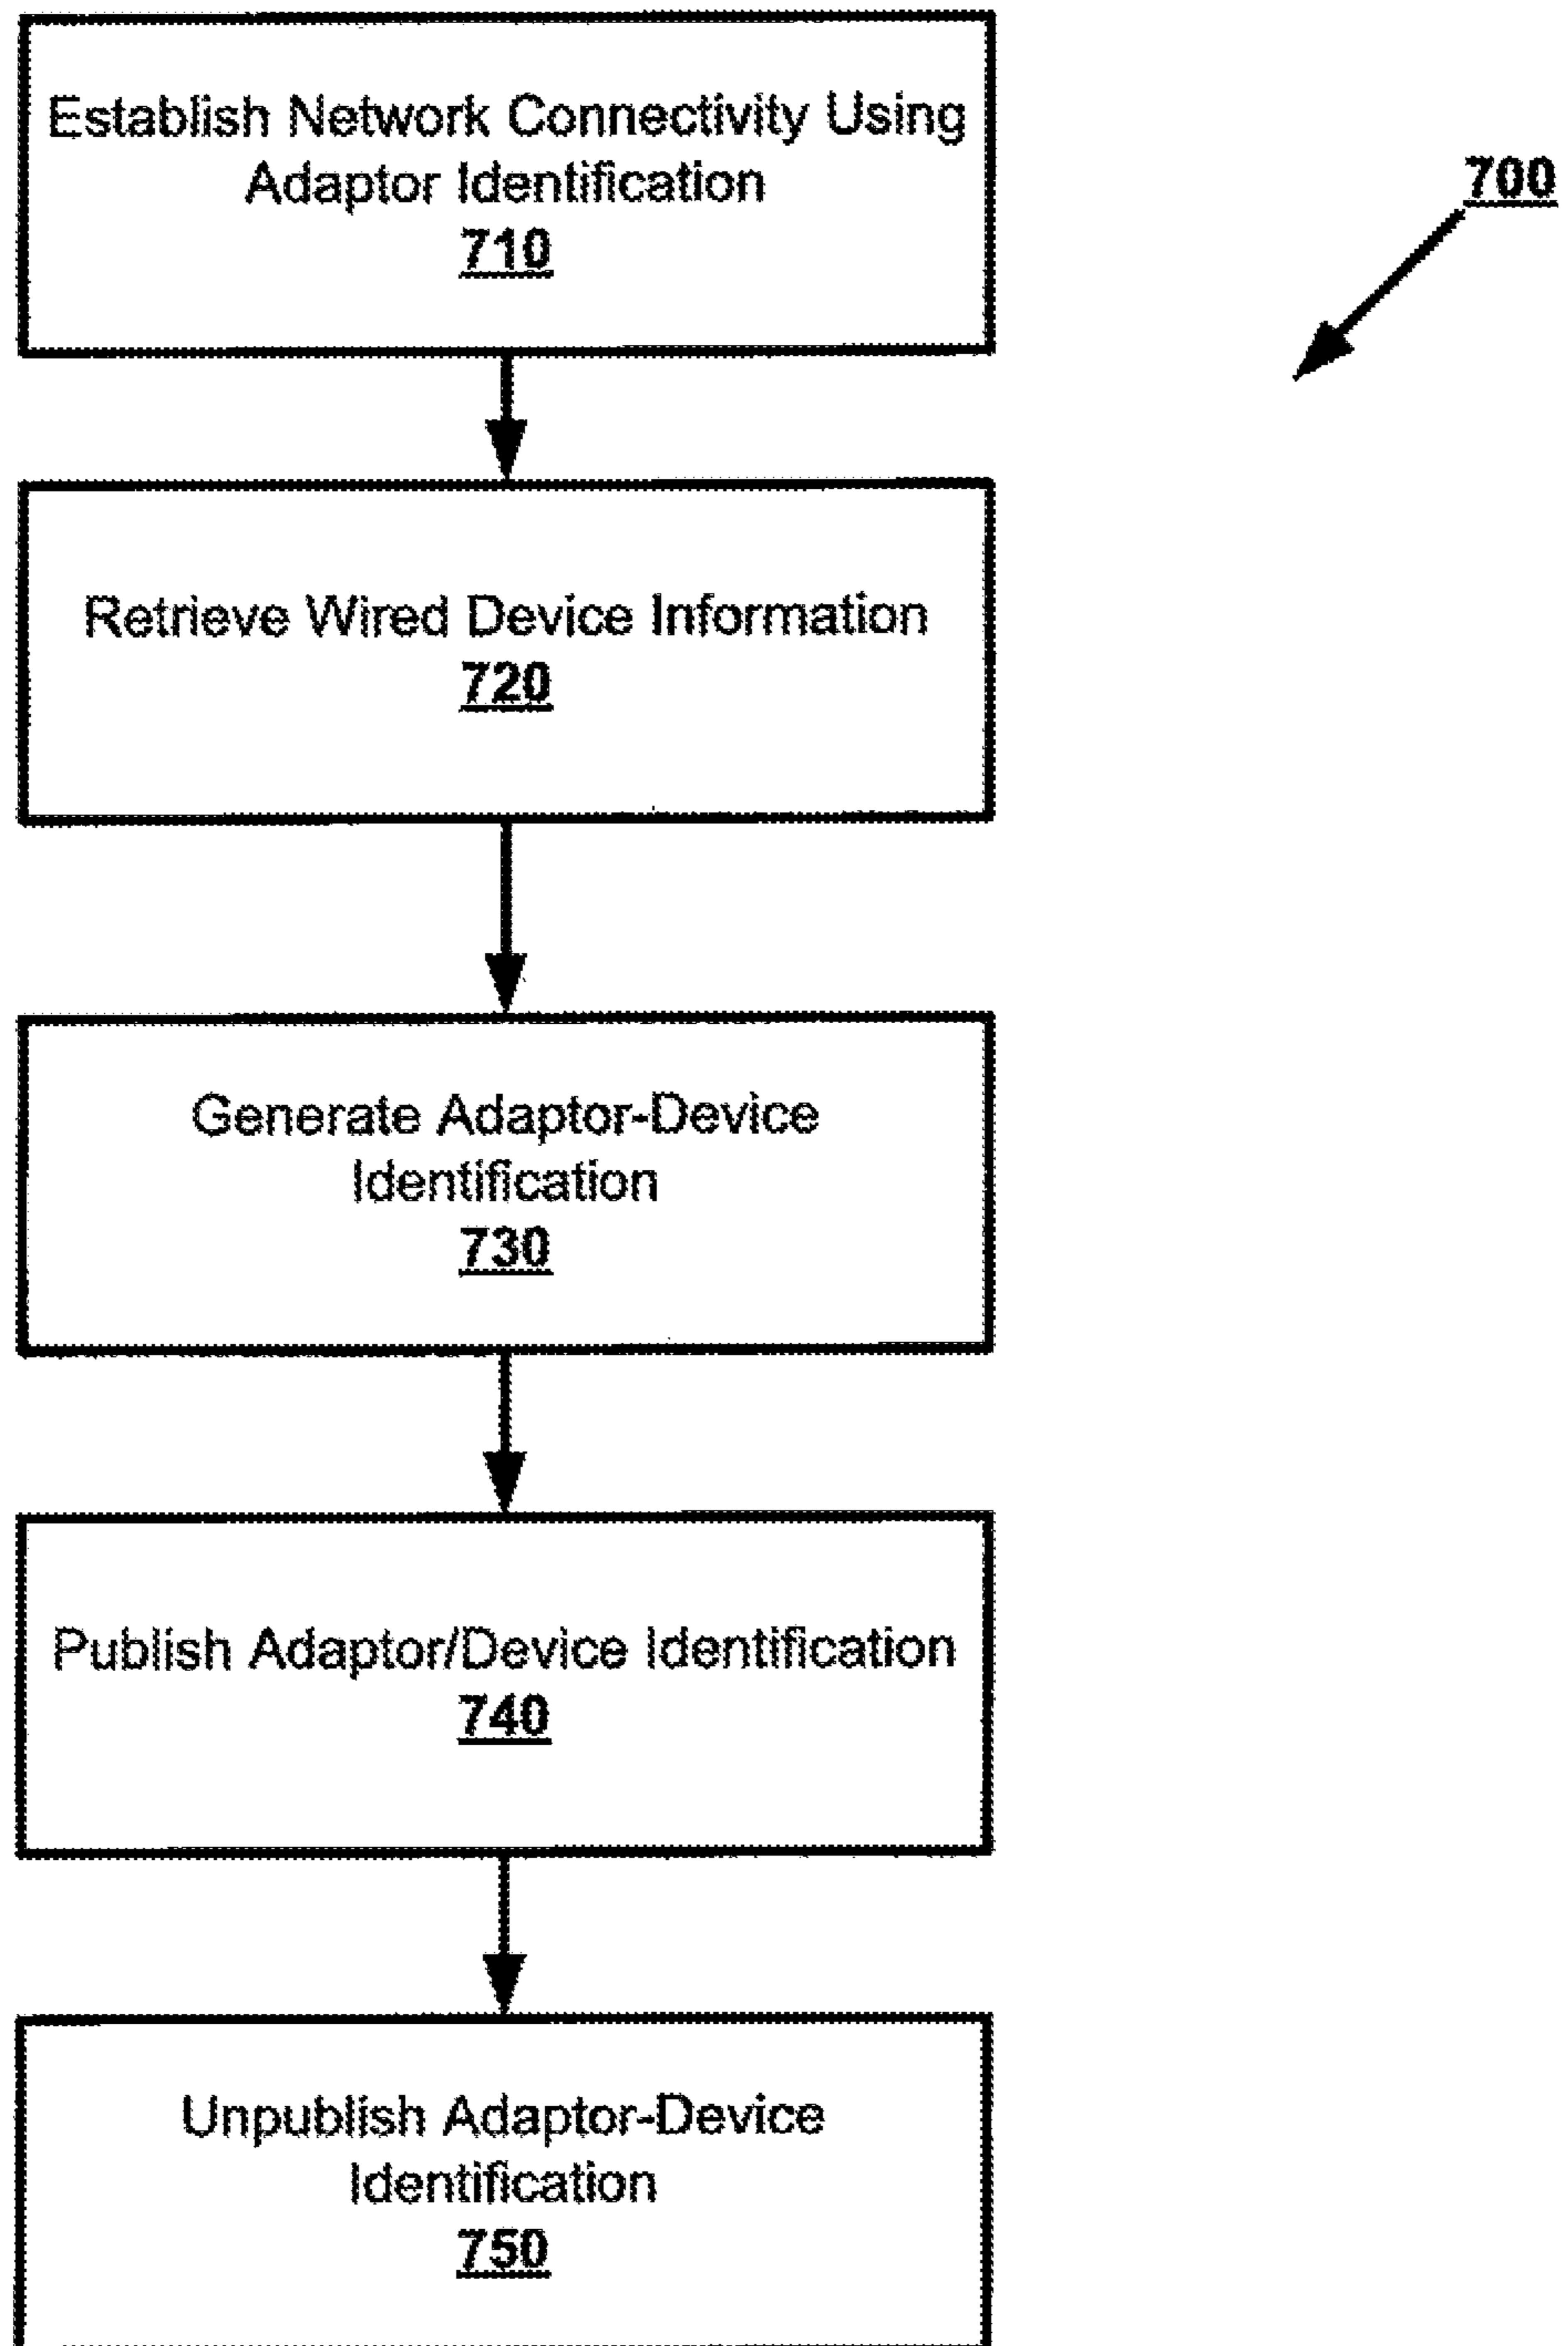 Establish Network Connectivity Using
Adaptor Identification
710
700
Retrieve Wired Device Information
720
Generate Adaptor-Device
Identification
730
Publish Adaptor/Device Identification
740
Unpublish Adaptor-Device
Identification
750